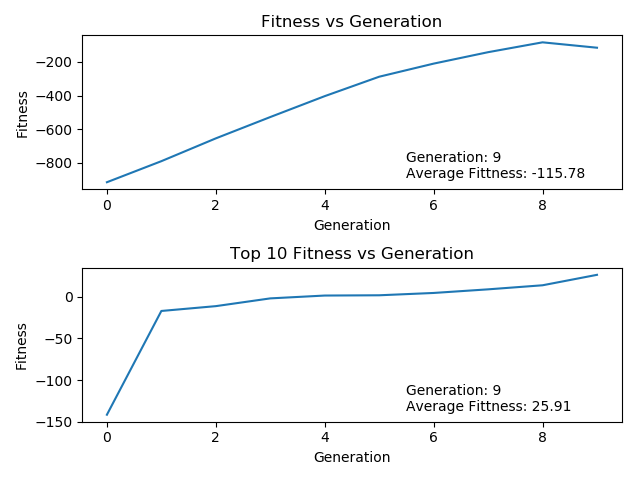 Fitness vs Generation
−200
−400
−600
−800
Fitness
Generation: 9
Average Fittness: -115.78
0 2 4 6 8
Generation
Top 10 Fitness vs Generation
0
−50
−100
−150
Fitness
Generation: 9
Average Fittness: 25.91
0 2 4 6 8
Generation